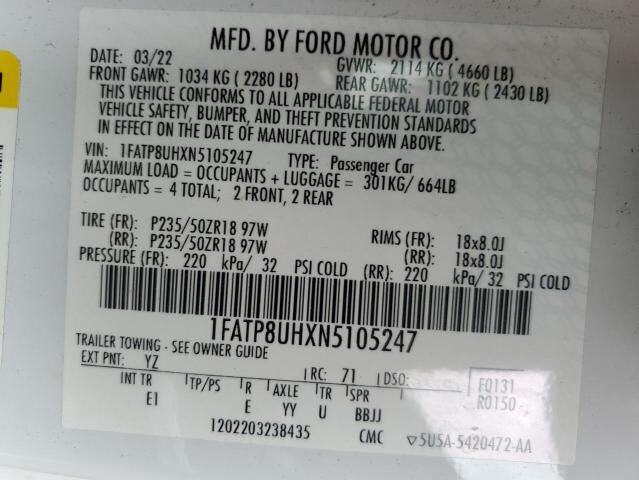 MFD. BY FORD MOTOR CO.
DATE: 03/22 GVWR: 2114 KG ( 4660 LB)
FRONT GAWR: 1034 KG ( 2280 LB) REAR GAWR: 1102 KG ( 2430 LB)
THIS VEHICLE CONFORMS TO ALL APPLICABLE FEDERAL MOTOR
VEHICLE SAFETY, BUMPER, AND THEFT PREVENTION STANDARDS
IN EFFECT ON THE DATE OF MANUFACTURE SHOWN ABOVE.
VIN: 1FATP8UHXN5105247 TYPE: Passenger Car
MAXIMUM LOAD = OCCUPANTS + LUGGAGE = 301KG/ 664LB
OCCUPANTS = 4 TOTAL; 2 FRONT, 2 REAR
TIRE (FR): P235/50ZR18 97W RIMS (FR): 18x8.0J
(RR): P235/50ZR18 97W (RR): 18x8.0J
PRESSURE (FR): 220 kPa/ 32 PSI COLD (RR): 220 kPa/ 32 PSI COLD
1FATP8UHXN5105247
TRAILER TOWING - SEE OWNER GUIDE
EXT PNT: YZ RC: 71 DSO: F0131
INT TR TP/PS R AXLE TR SPR R0150
E1 E YY U BBJJ
1202203238435 CMC ▽5U5A-5420472-AA